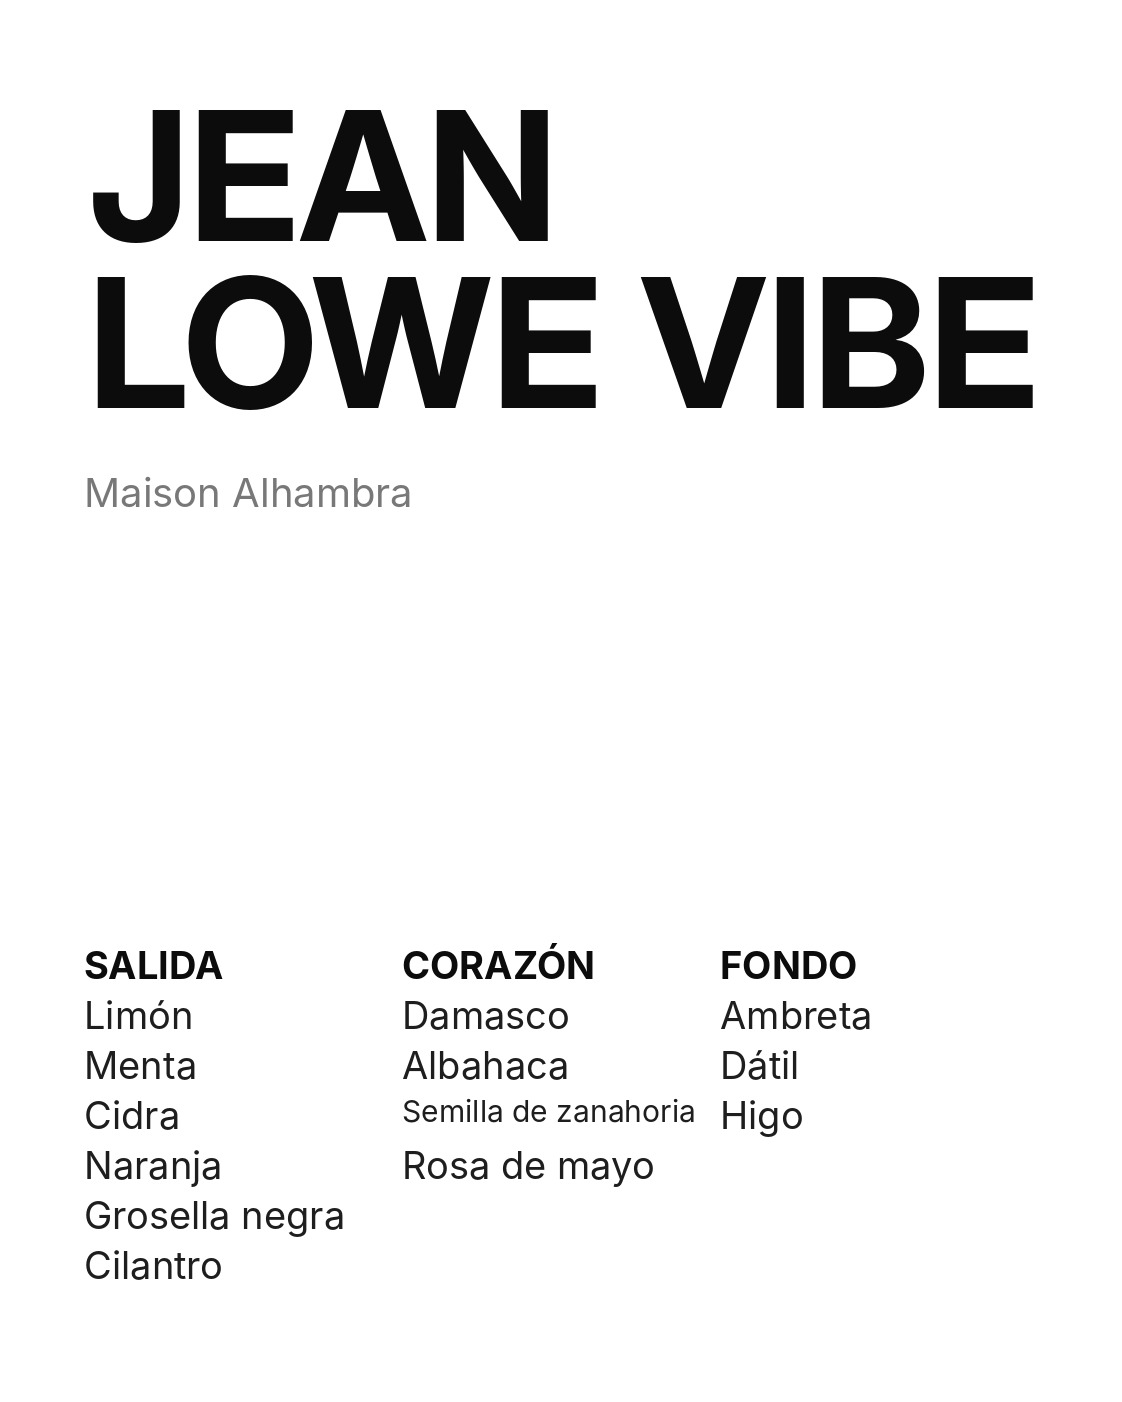 JEAN
LOWE VIBE
Maison Alhambra
SALIDA
Limón
Menta
Cidra
Naranja
Grosella negra
Cilantro
CORAZÓN
Damasco
Albahaca
Semilla de zanahoria
Rosa de mayo
FONDO
Ambreta
Dátil
Higo